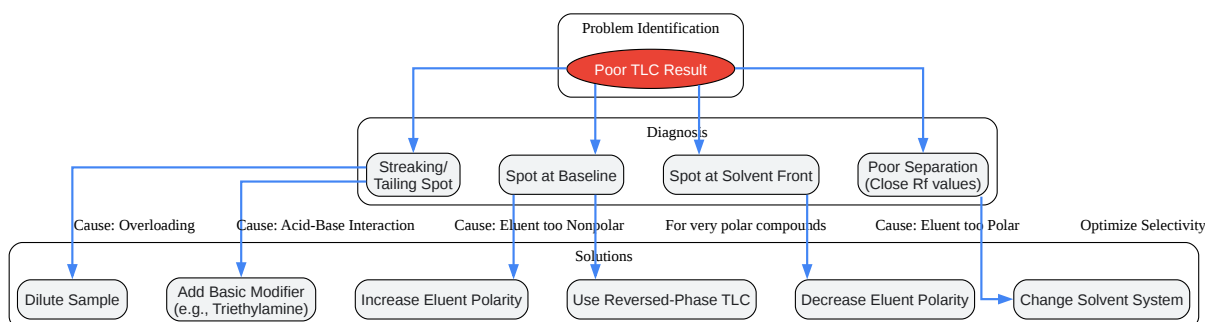 Problem Identification
Poor TLC Result
Diagnosis
Streaking/
Tailing Spot
Spot at Baseline
Spot at Solvent Front
Poor Separation
(Close Rf values)
Cause: Overloading
Cause: Acid-Base Interaction
Cause: Eluent too Nonpolar
For very polar compounds
Cause: Eluent too Polar
Optimize Selectivity
Solutions
Dilute Sample
Add Basic Modifier
(e.g., Triethylamine)
Increase Eluent Polarity
Use Reversed-Phase TLC
Decrease Eluent Polarity
Change Solvent System